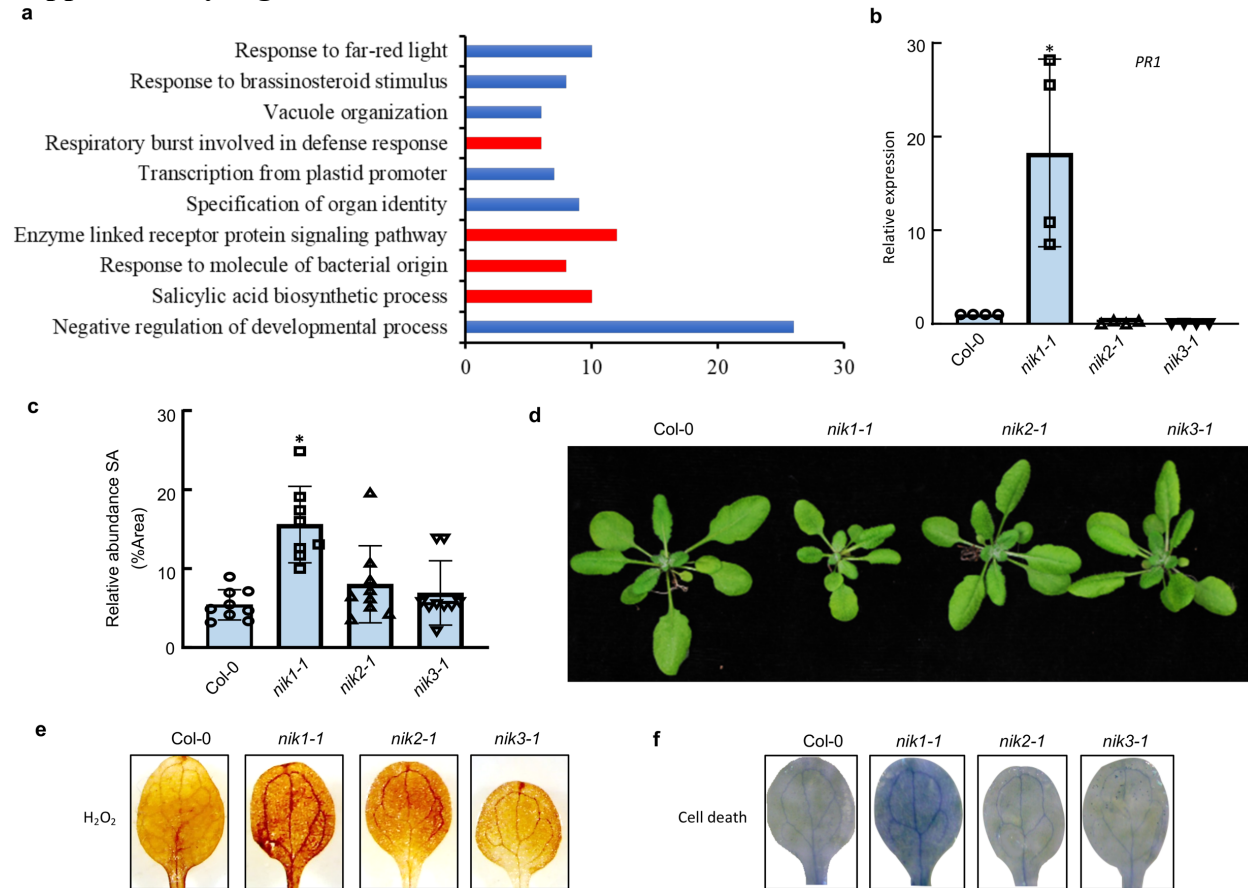 a
Response to far-red light
Response to brassinosteroid stimulus
Vacuole organization
Respiratory burst involved in defense response
Transcription from plastid promoter
Specification of organ identity
Enzyme linked receptor protein signaling pathway
Response to molecule of bacterial origin
Salicylic acid biosynthetic process
Negative regulation of developmental process
0 10 20 30
b
PR1
*
Relative expression
30
20
10
0
Col-0 nik1-1 nik2-1 nik3-1
c
Relative abundance SA
(%Area)
*
30
20
10
0
Col-0 nik1-1 nik2-1 nik3-1
d
Col-0 nik1-1 nik2-1 nik3-1
e
Col-0 nik1-1 nik2-1 nik3-1
H₂O₂
f
Col-0 nik1-1 nik2-1 nik3-1
Cell death